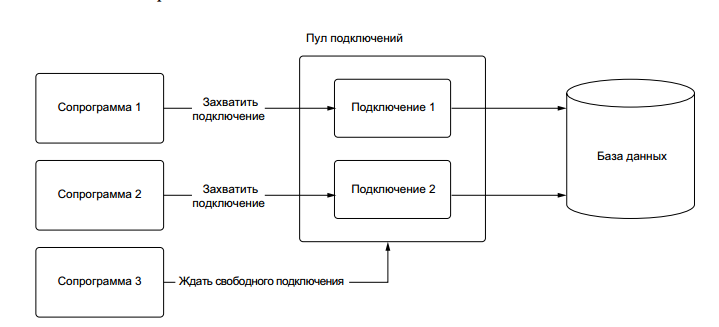 Пул подключений
Сопрограмма 1
Захватить
подключение
Подключение 1
База данных
Сопрограмма 2
Захватить
подключение
Подключение 2
Сопрограмма 3
Ждать свободного подключения